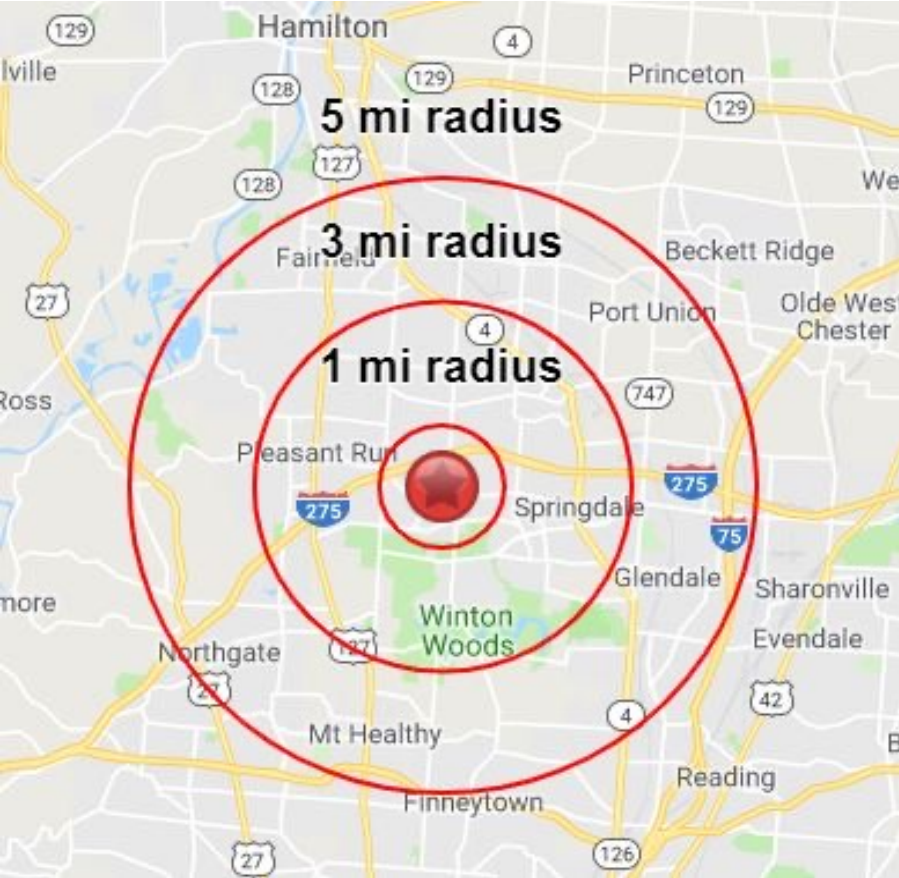 129
Hamilton
4
lville
128
129
Princeton
129
5 mi radius
127
128
We
3 mi radius
Fairfield
Beckett Ridge
27
Port Union
Olde West
Chester
4
1 mi radius
747
Ross
Pleasant Run
275
275
Springdale
75
Glendale
Sharonville
more
Winton
Woods
Evendale
127
Northgate
27
42
4
Mt Healthy
B
Reading
Finneytown
27
126